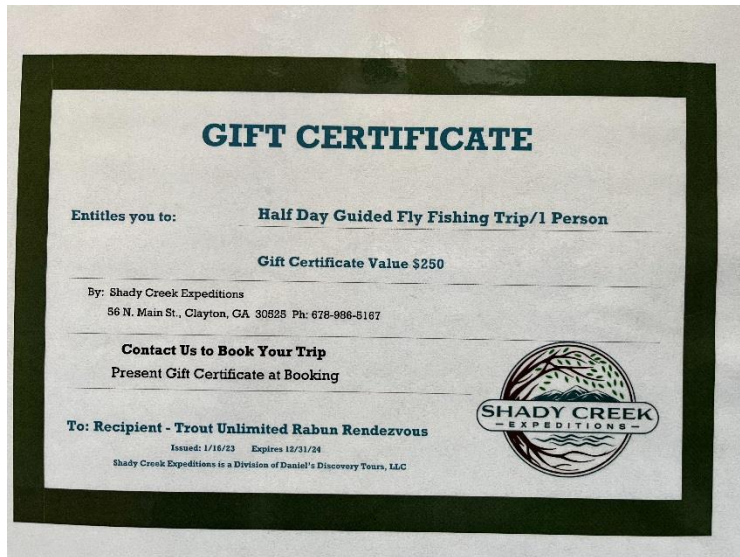 GIFT CERTIFICATE
Entitles you to: Half Day Guided Fly Fishing Trip/1 Person
Gift Certificate Value $250
By: Shady Creek Expeditions
56 N. Main St., Clayton, GA 30525 Ph: 678-986-5167
Contact Us to Book Your Trip
Present Gift Certificate at Booking
SHADY CREEK
EXPEDITIONS
To: Recipient - Trout Unlimited Rabun Rendezvous
Issued: 1/16/23 Expires 12/31/24
Shady Creek Expeditions is a Division of Daniel's Discovery Tours, LLC